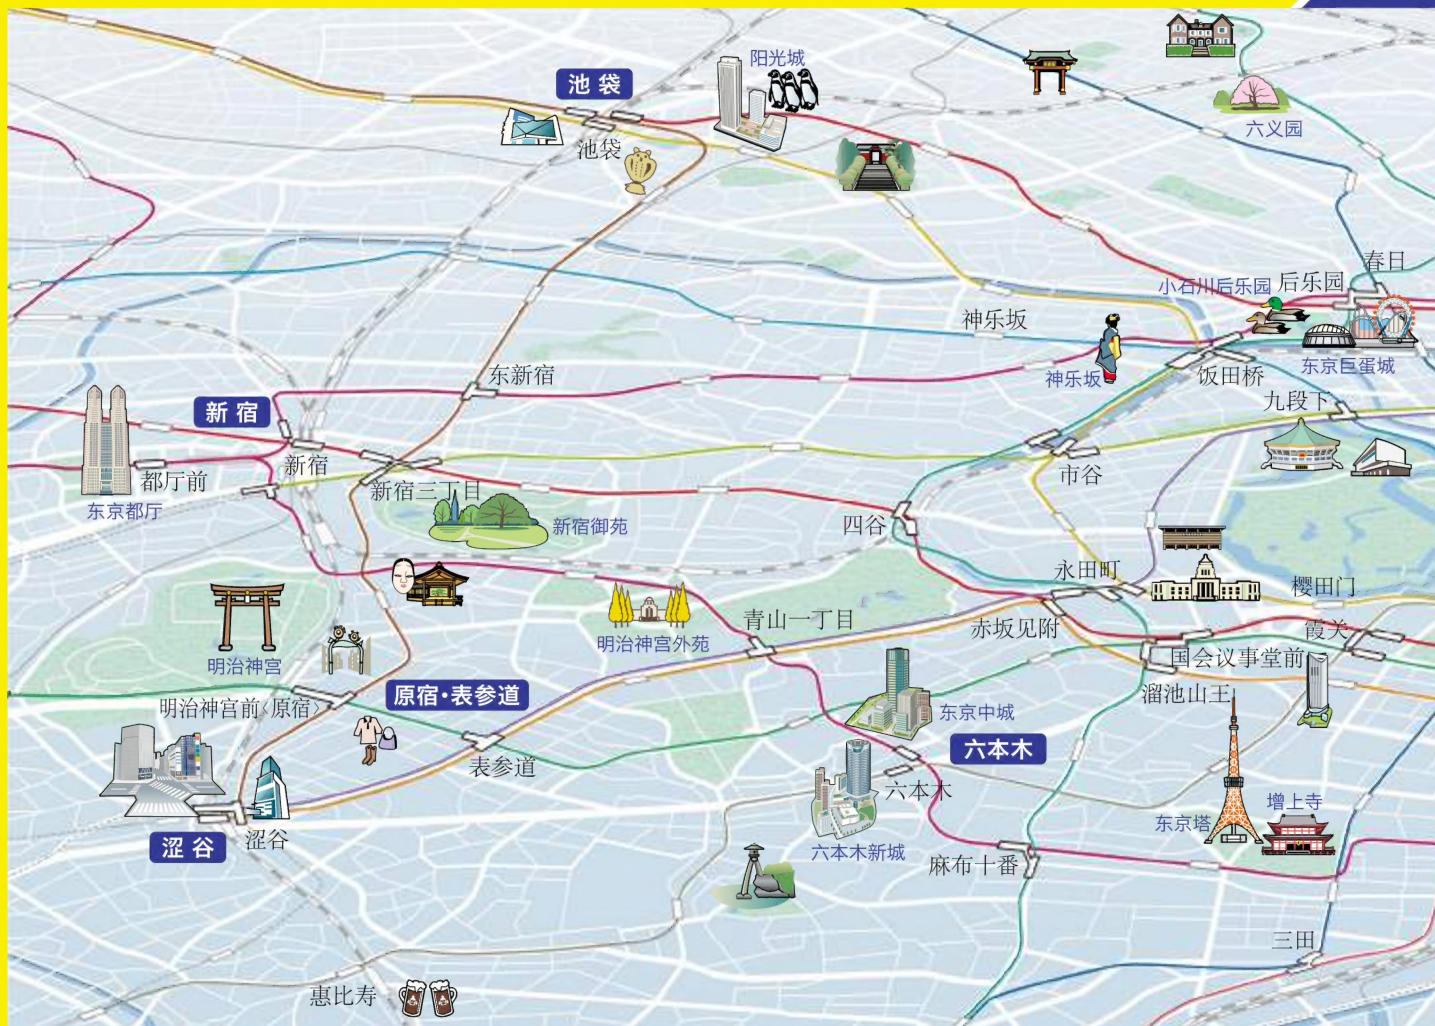 阳光城
池袋
池袋
六义园
春日
后乐园
小石川后乐园
神乐坂
神乐坂
饭田桥
东京巨蛋城
东新宿
九段下
新宿
新宿
都厅前
东京都厅
新宿三丁目
新宿御苑
市谷
四谷
永田町
樱田门
赤坂见附
霞关
国会议事堂前
溜池山王
青山一丁目
明治神宫外苑
明治神宫
明治神宫前〈原宿〉
原宿·表参道
表参道
东京中城
六本木
六本木
六本木新城
涩谷
涩谷
东京塔
增上寺
麻布十番
三田
惠比寿